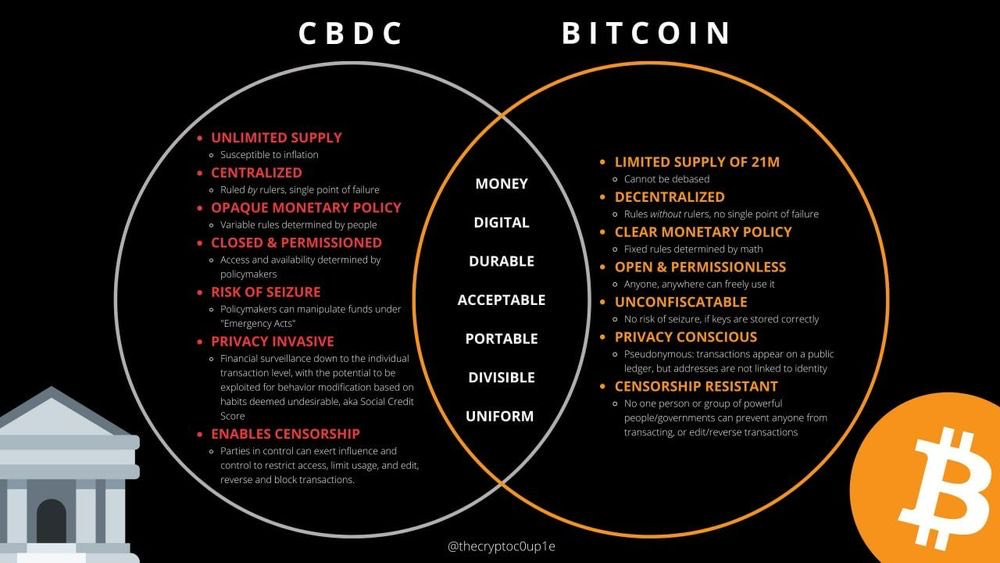 CBDC
BITCOIN
UNLIMITED SUPPLY
Susceptible to inflation
CENTRALIZED
Ruled by rulers, single point of failure
OPAQUE MONETARY POLICY
Variable rules determined by people
CLOSED & PERMISSIONED
Access and availability determined by
policymakers
RISK OF SEIZURE
Policymakers can manipulate funds under
"Emergency Acts"
PRIVACY INVASIVE
Financial surveillance down to the individual
transaction level, with the potential to be
exploited for behavior modification based on
habits deemed undesirable, aka Social Credit
Score
ENABLES CENSORSHIP
Parties in control can exert influence and
control to restrict access, limit usage, and edit,
reverse and block transactions.
MONEY
DIGITAL
DURABLE
ACCEPTABLE
PORTABLE
DIVISIBLE
UNIFORM
LIMITED SUPPLY OF 21M
Cannot be debased
DECENTRALIZED
Rules without rulers, no single point of failure
CLEAR MONETARY POLICY
Fixed rules determined by math
OPEN & PERMISSIONLESS
Anyone, anywhere can freely use it
UNCONFISCATABLE
No risk of seizure, if keys are stored correctly
PRIVACY CONSCIOUS
Pseudonymous: transactions appear on a public
ledger, but addresses are not linked to identity
CENSORSHIP RESISTANT
No one person or group of powerful
people/governments can prevent anyone from
transacting, or edit/reverse transactions
@thecryptoc0up1e